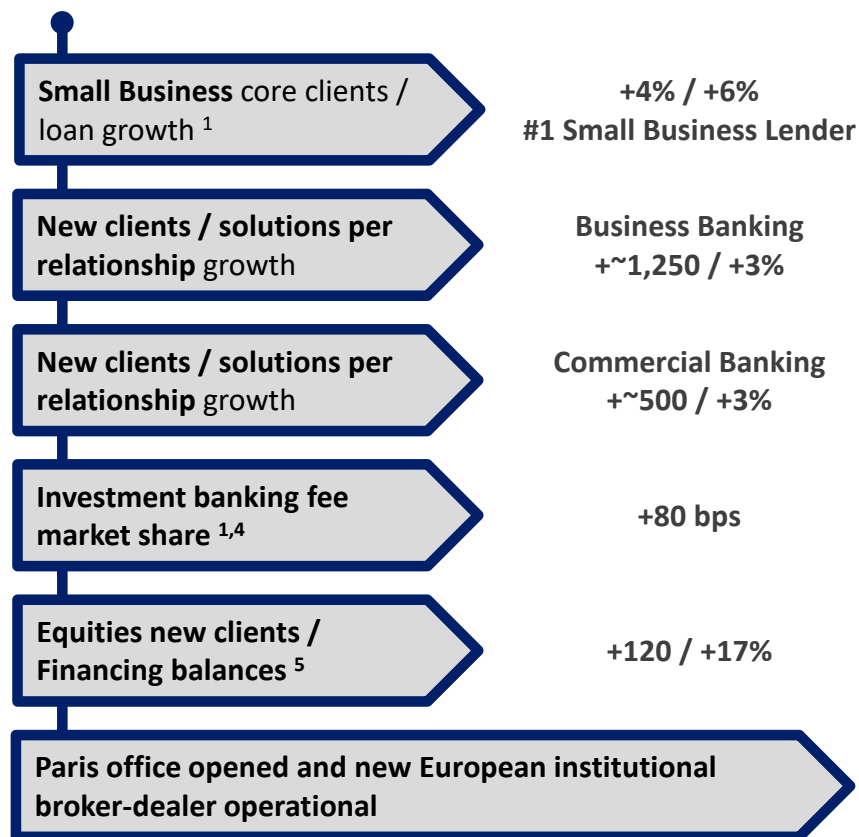 Small Business core clients /
loan growth 1
+4% / +6%
#1 Small Business Lender
New clients / solutions per
relationship growth
Business Banking
+~1,250 / +3%
New clients / solutions per
relationship growth
Commercial Banking
+~500 / +3%
Investment banking fee
market share 1,4
+80 bps
Equities new clients /
Financing balances 5
+120 / +17%
Paris office opened and new European institutional
broker-dealer operational